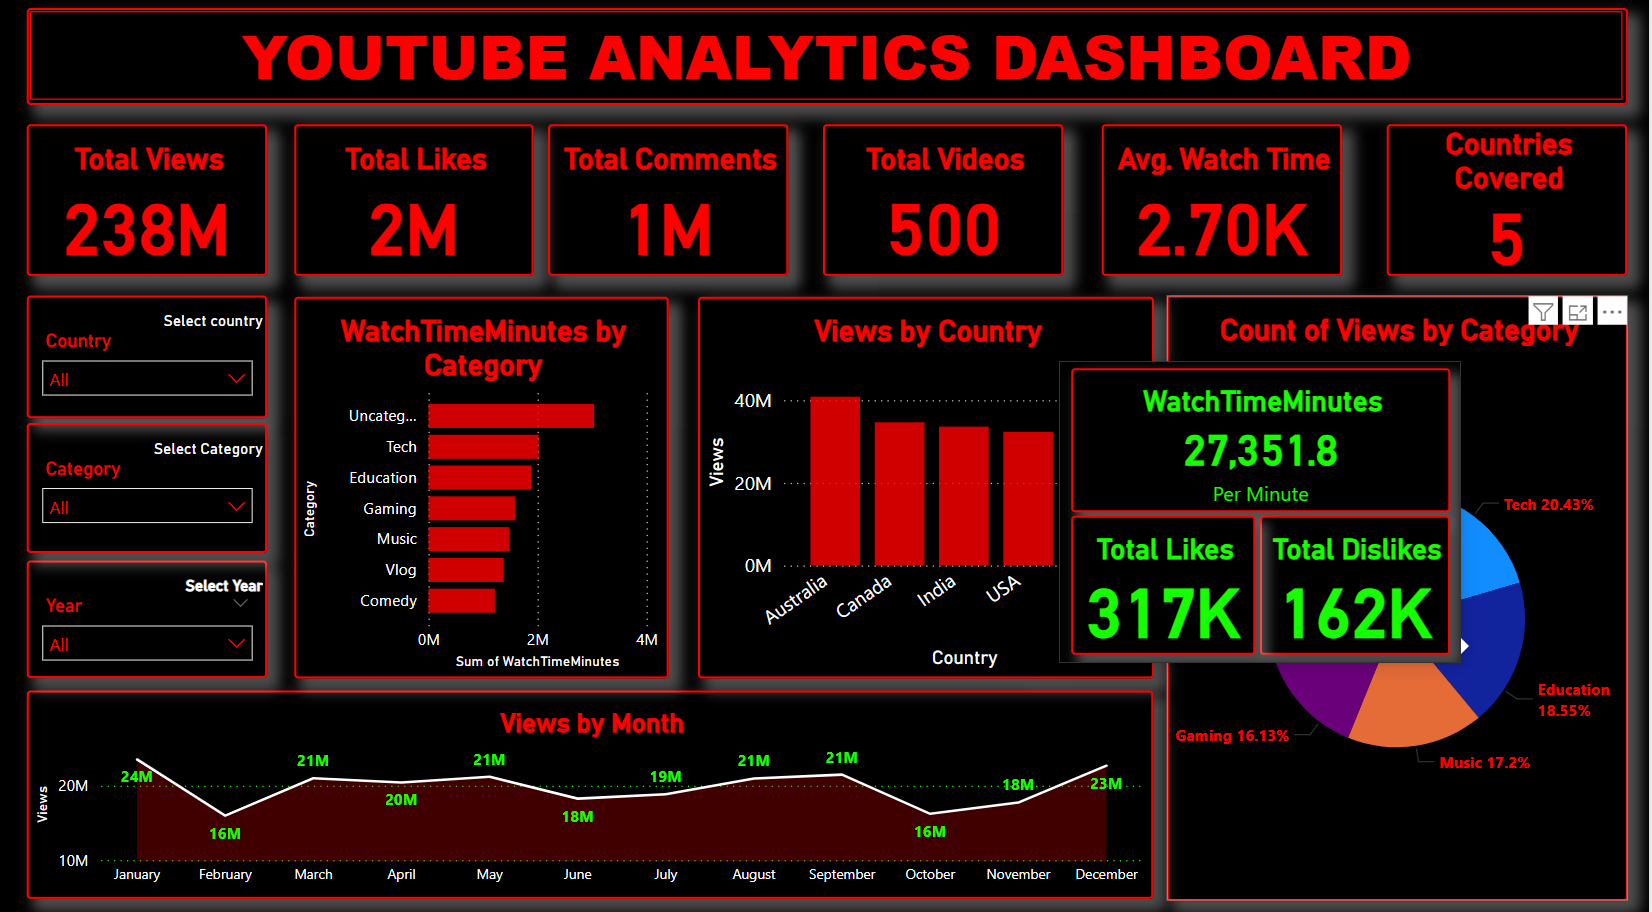 YOUTUBE ANALYTICS DASHBOARD
Total Views
238M
Total Likes
2M
Total Comments
1M
Total Videos
500
Avg. Watch Time
2.70K
Countries
Covered
5
Select country
Country
All
Select Category
Category
All
Select Year
Year
All
WatchTimeMinutes by
Category
Category
Uncateg...
Tech
Education
Gaming
Music
Vlog
Comedy
0M
2M
4M
Sum of WatchTimeMinutes
Views by Country
Views
40M
20M
0M
Australia
Canada
India
USA
Country
Count of Views by Category
WatchTimeMinutes
27,351.8
Per Minute
Total Likes
317K
Total Dislikes
162K
Tech 20.43%
Education
18.55%
Gaming 16.13%
Music 17.2%
Views by Month
Views
20M
10M
24M
16M
21M
20M
21M
18M
19M
21M
21M
16M
18M
23M
January
February
March
April
May
June
July
August
September
October
November
December